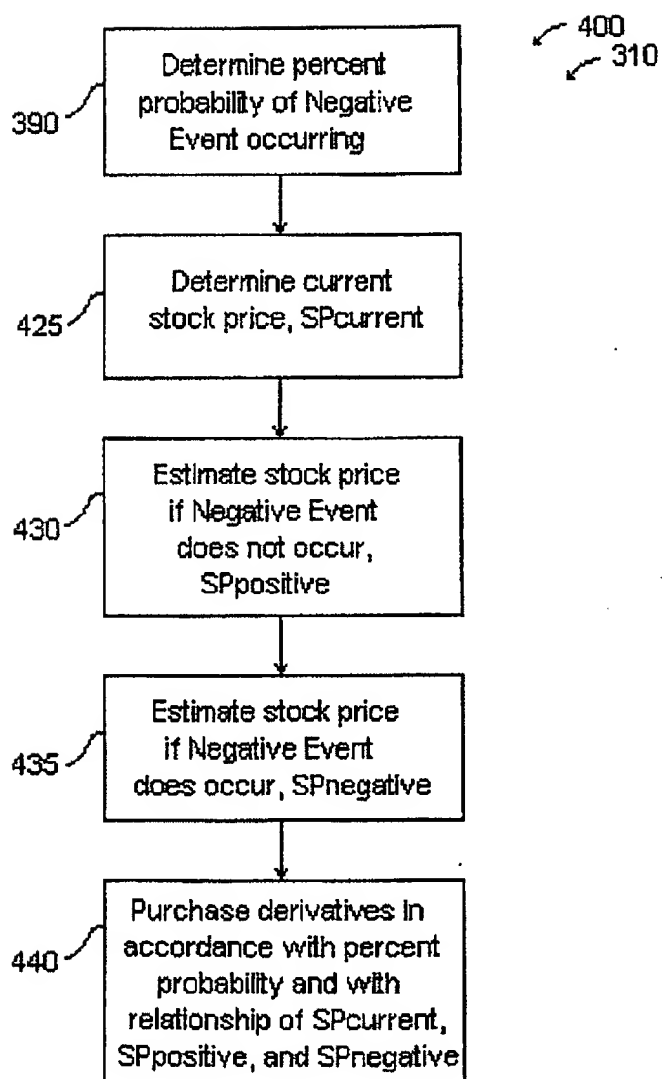 400
310
Determine percent
probability of Negative
Event occurring
390
Determine current
stock price, SPcurrent
425
Estimate stock price
if Negative Event
does not occur,
SPpositive
430
Estimate stock price
if Negative Event
does occur, SPnegative
435
Purchase derivatives in
accordance with percent
probability and with
relationship of SPcurrent,
SPpositive, and SPnegative
440